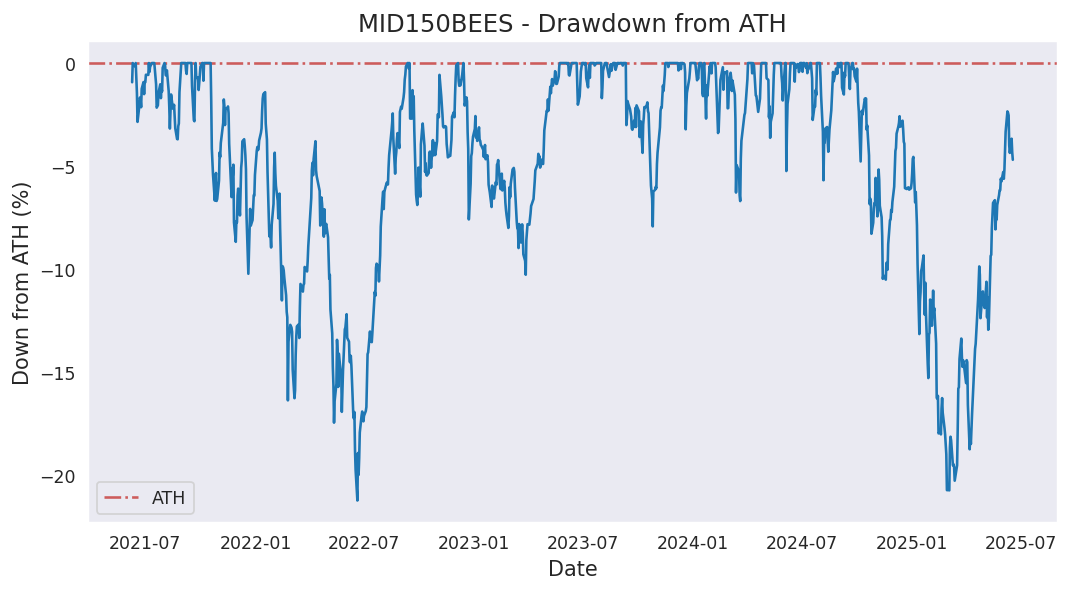 MID150BEES - Drawdown from ATH
Down from ATH (%)
0
−5
−10
−15
−20
ATH
2021-07 2022-01 2022-07 2023-01 2023-07 2024-01 2024-07 2025-01 2025-07
Date